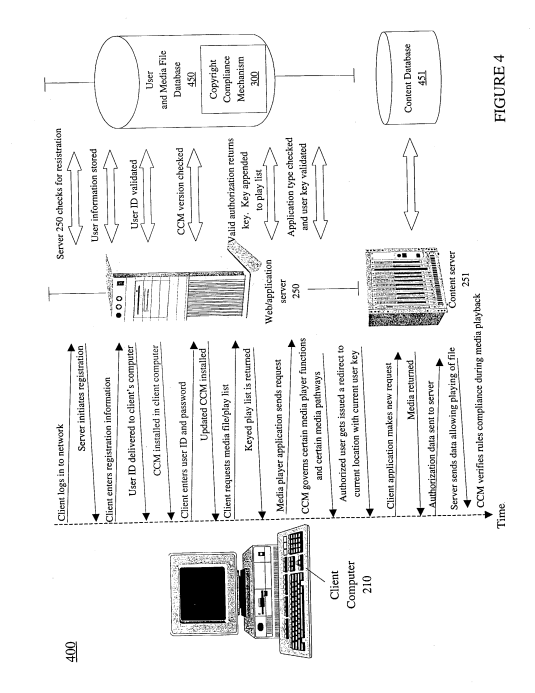 400
Client logs in to network
Server initiates registration
Client enters registration information
User ID delivered to client's computer
CCM installed in client computer
Client enters user ID and password
Updated CCM installed
Client requests media file/play list
Keyed play list is returned
Media player application sends request
CCM governs certain media player functions
and certain media pathways
Authorized user gets issued a redirect to
current location with current user key
Client application makes new request
Media returned
Authorization data sent to server
Server sends data allowing playing of file
CCM verifies rules compliance during media playback
Time
Client
Computer
210
Server 250 checks for resistration
User information stored
User ID validated
CCM version checked
Valid authorization returns
key. Key appended
to play list
Application type checked
and user key validated
Web/application
server
250
Content server
251
User
and Media File
Database
450
Copyright
Compliance
Mechanism
300
Content Database
451
FIGURE 4